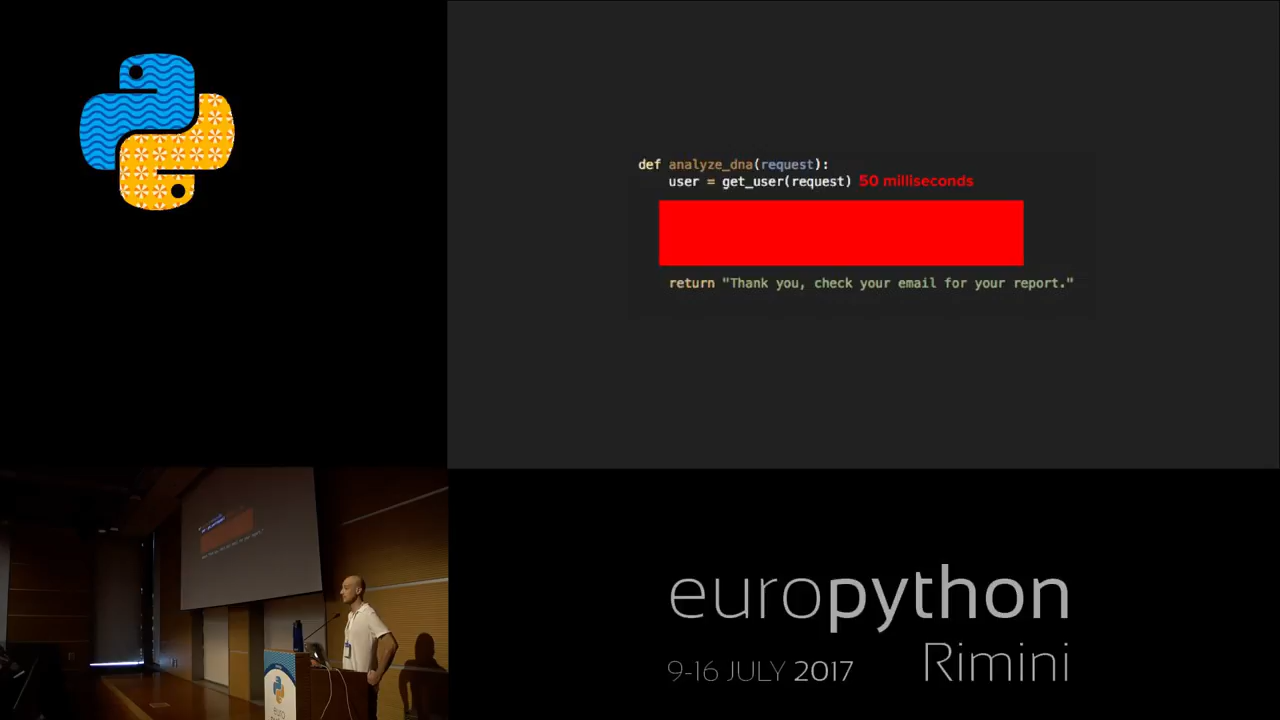 def analyze_dna(request):
user = get_user(request) 50 milliseconds
return "Thank you, check your email for your report."
europython
9-16 JULY 2017 Rimini
euro